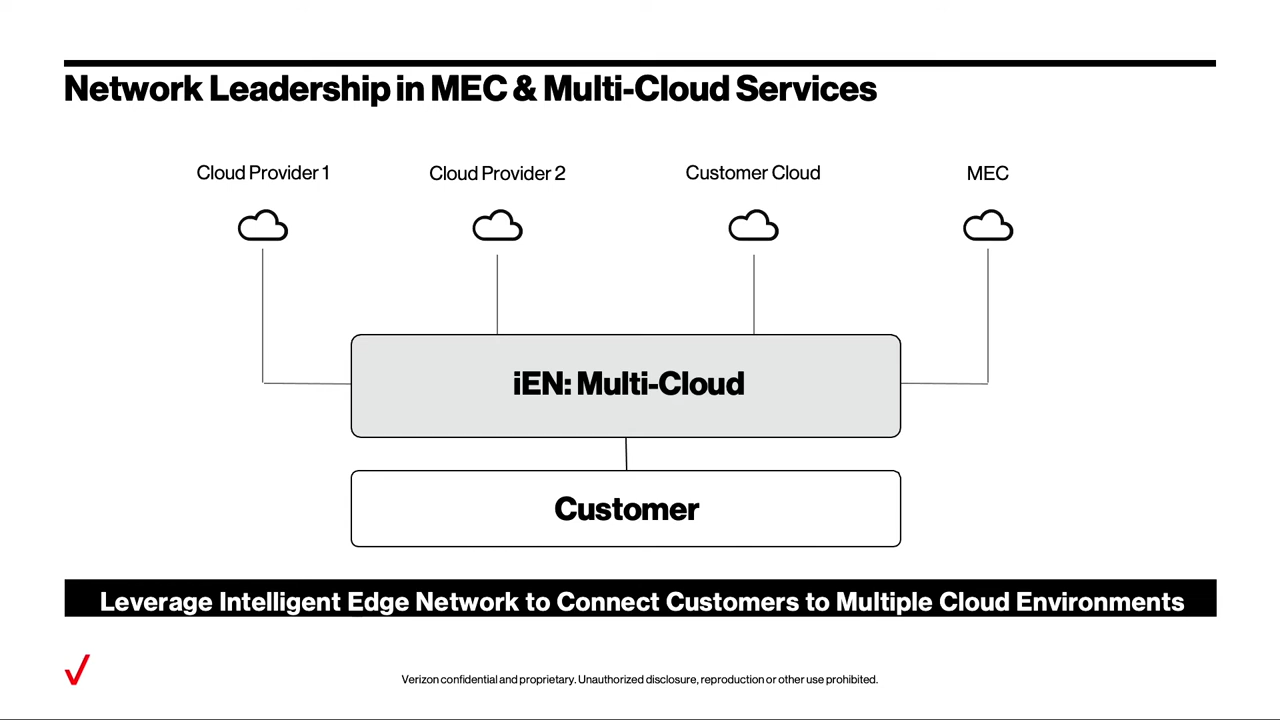 Network Leadership in MEC & Multi-Cloud Services
Cloud Provider 1
Cloud Provider 2
Customer Cloud
MEC
iEN: Multi-Cloud
Customer
Leverage Intelligent Edge Network to Connect Customers to Multiple Cloud Environments
Verizon confidential and proprietary. Unauthorized disclosure, reproduction or other use prohibited.